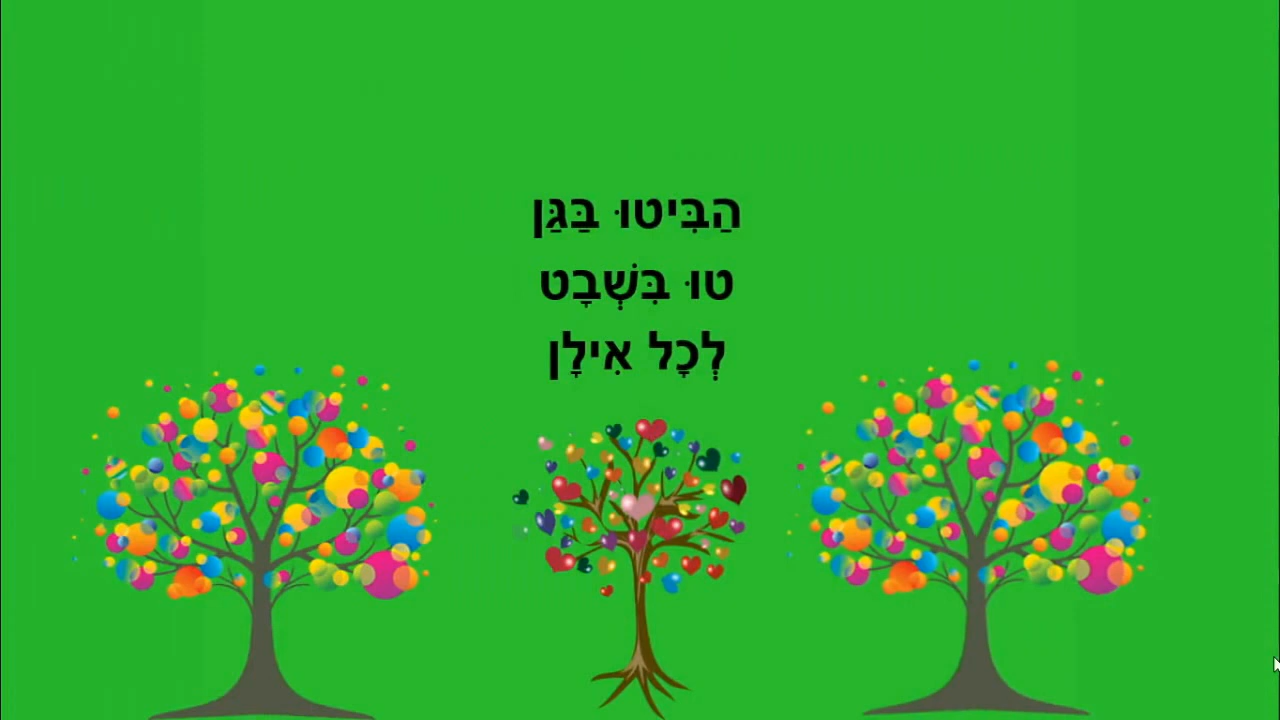 הַבִּיטוּ בַּגַּן
טוּ בִּשְׁבָט
לְכָל אִילָן